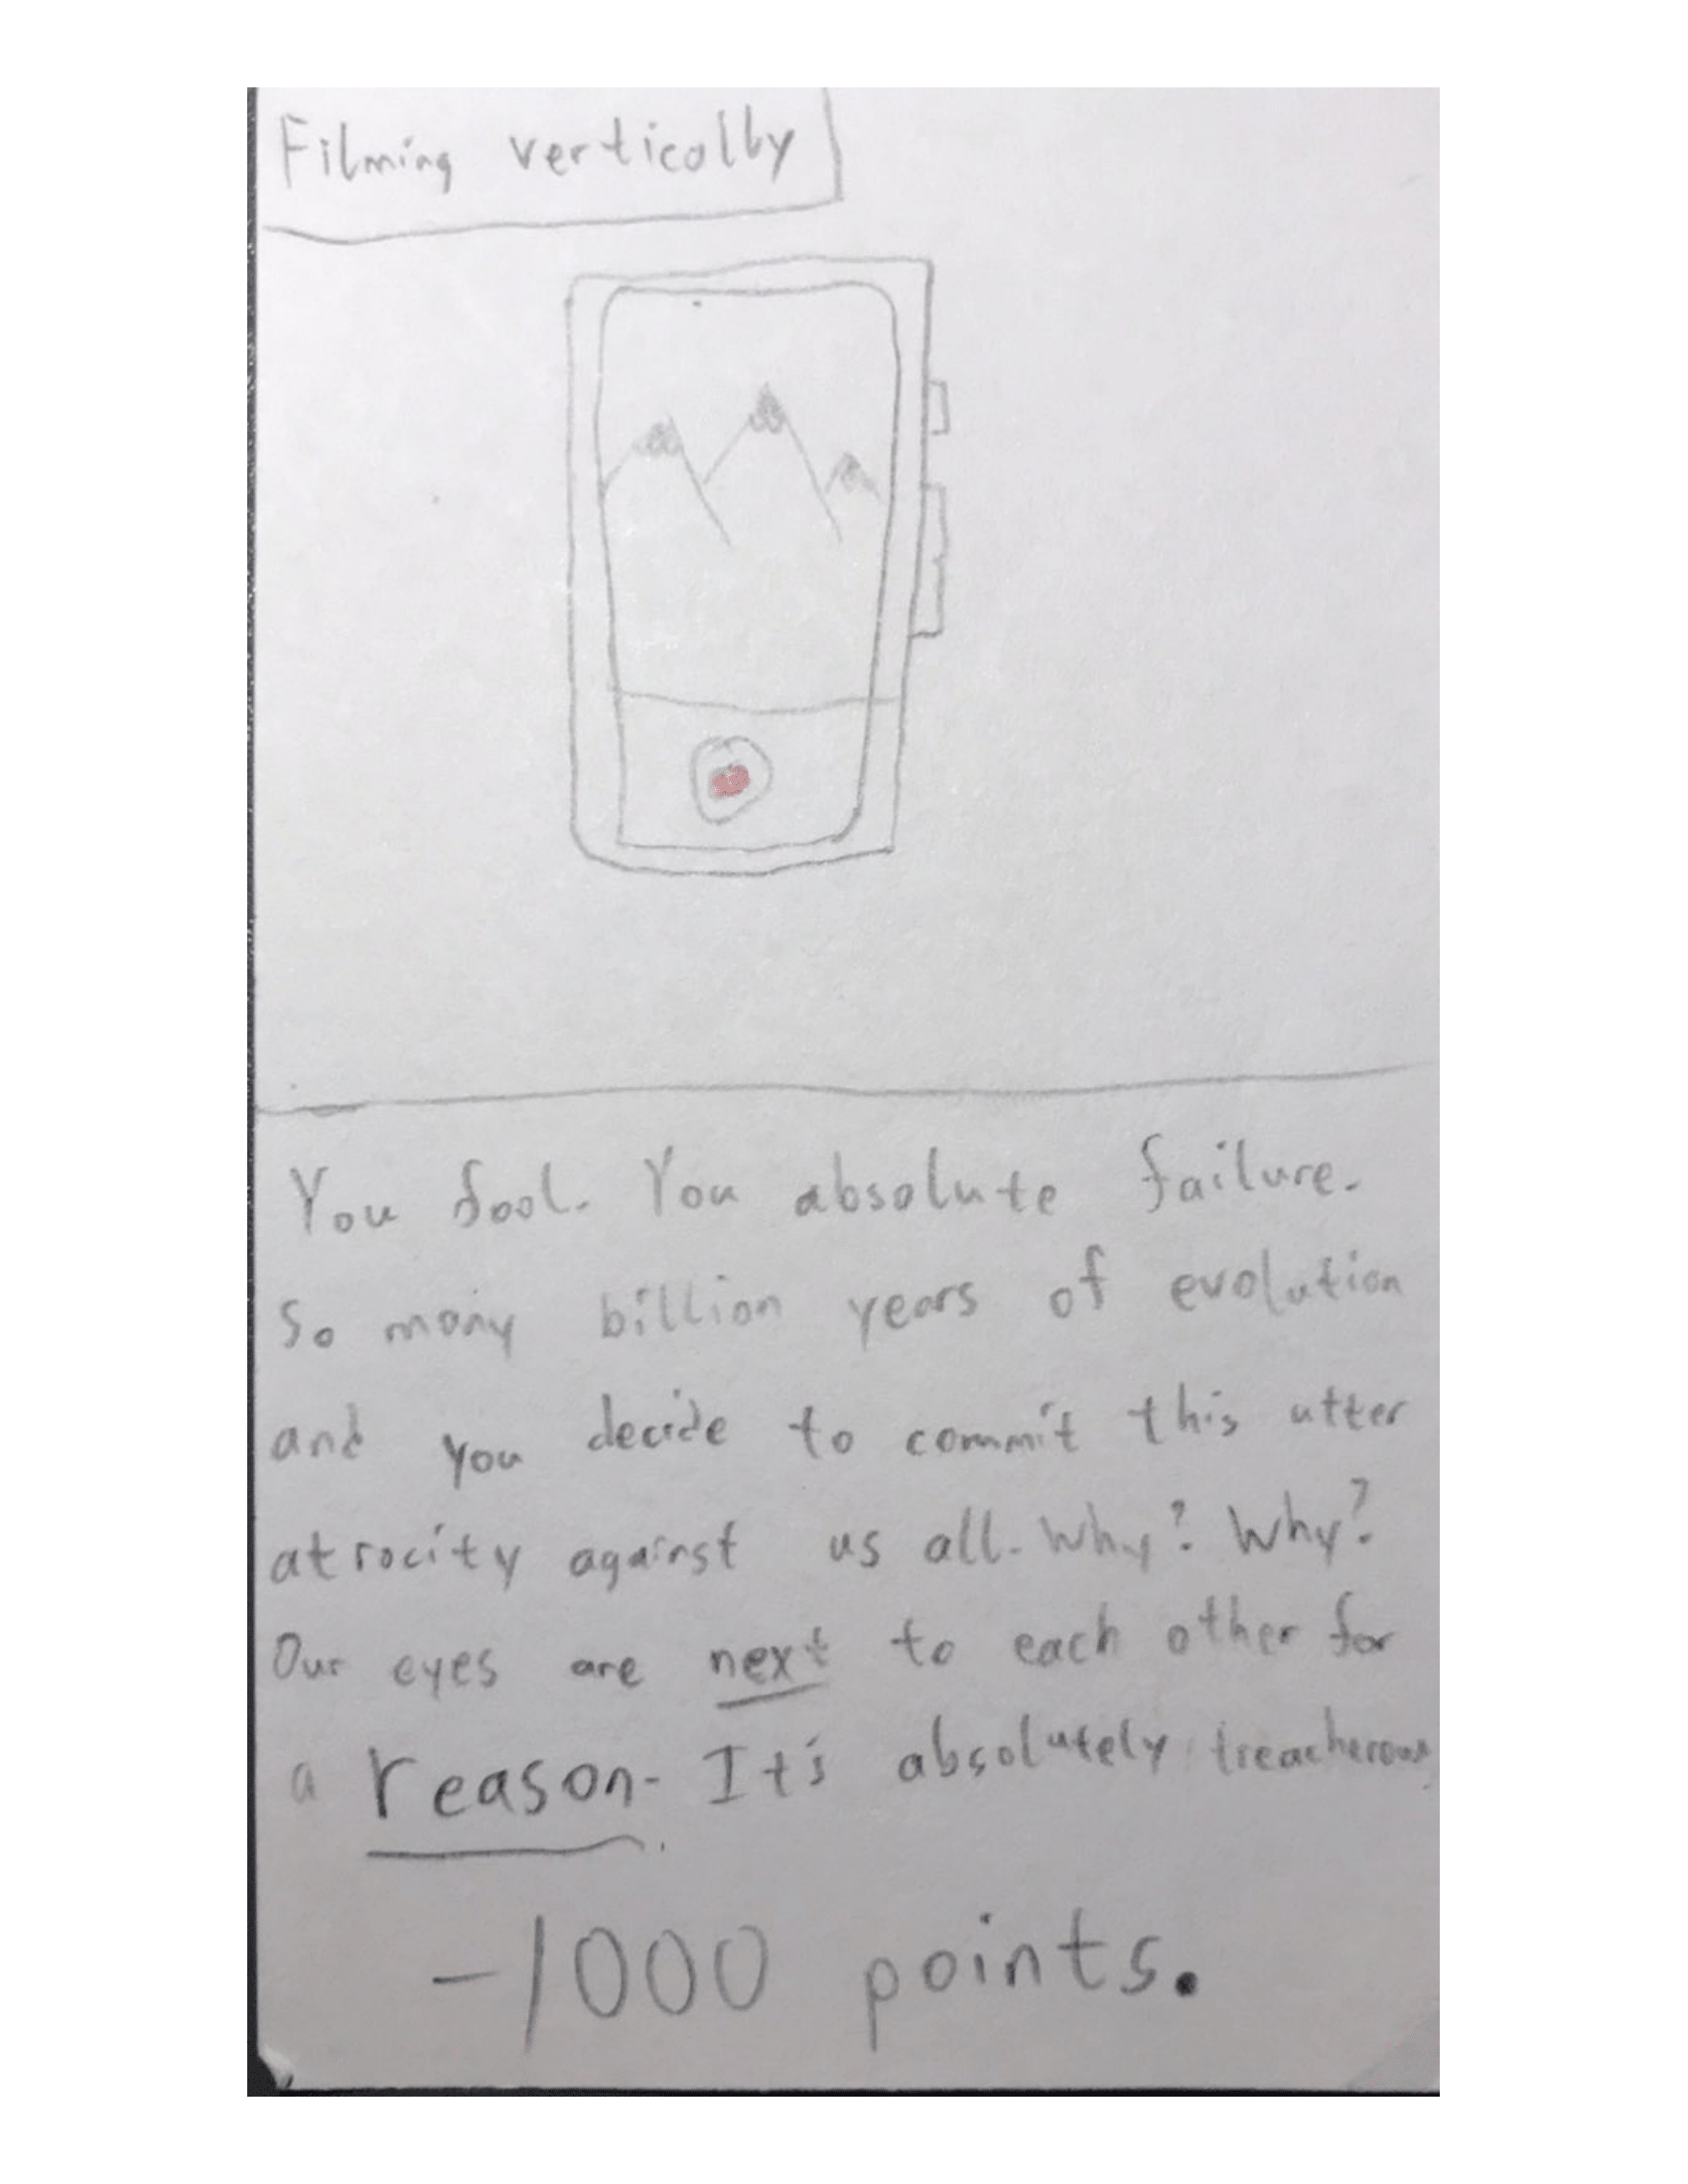 Filming vertically
You fool. You absolute failure.
So many billion years of evolution
and you decide to commit this utter
atrocity against us all. Why? Why?
Our eyes are next to each other for
a reason. It's absolutely treacherous.
-1000 points.